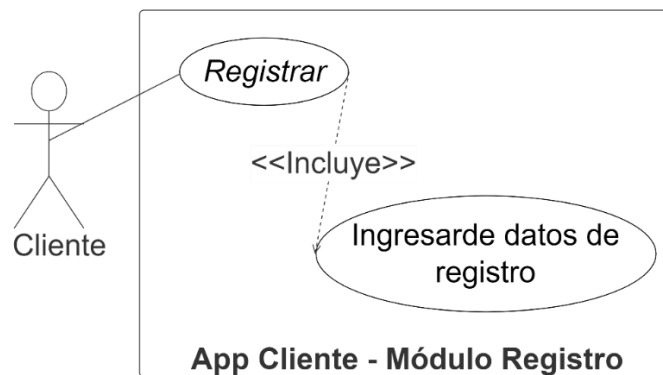 Registrar
<<Incluye>>
Cliente
Ingresarde datos de
registro
App Cliente - Módulo Registro